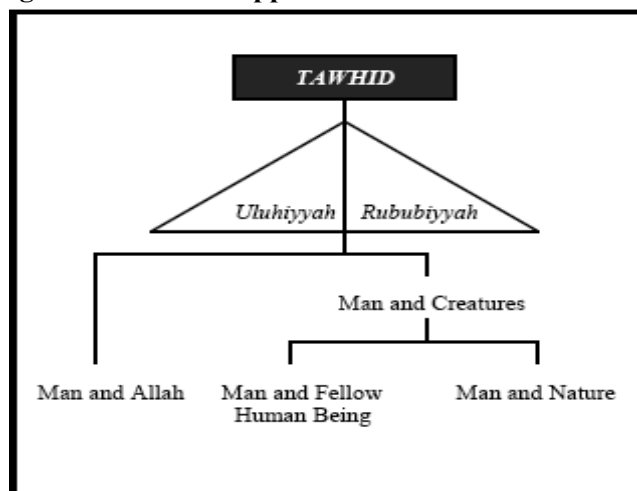 TAWHID
Uluhiyyah Rububiyyah
Man and Creatures
Man and Allah Man and Fellow Human Being Man and Nature